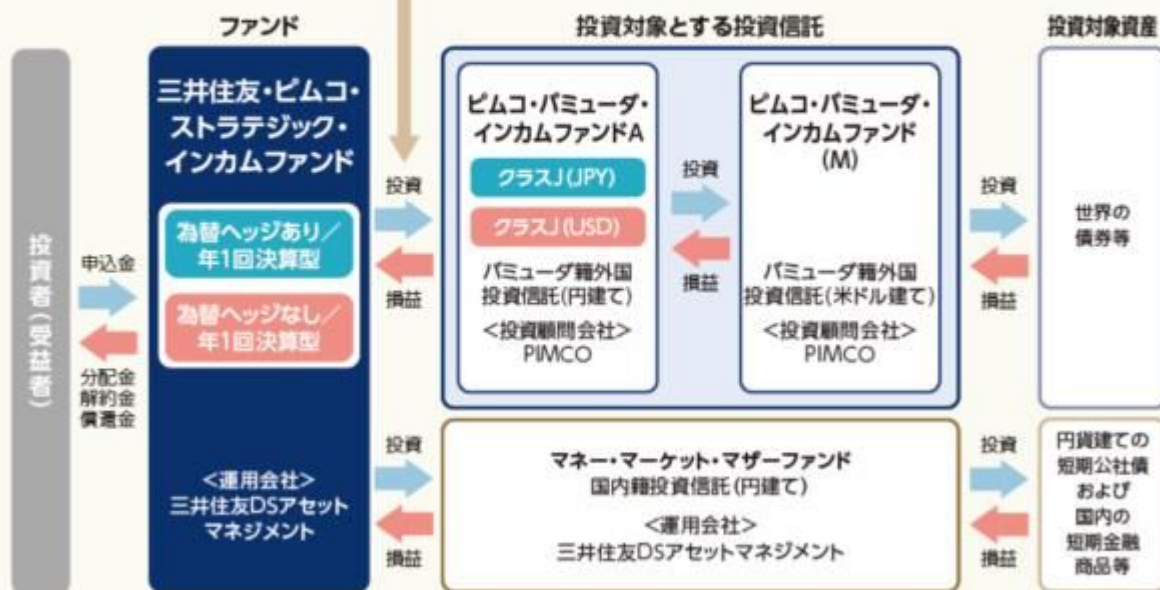 ファンド
投資対象とする投資信託
投資対象資産
投資者(受益者)
申込金
分配金
解約金
償還金
三井住友・ピムコ・
ストラテジック・
インカムファンド
為替ヘッジあり/
年1回決算型
為替ヘッジなし/
年1回決算型
<運用会社>
三井住友DSアセット
マネジメント
投資
損益
ピムコ・バミューダ・
インカムファンドA
クラスJ(JPY)
クラスJ(USD)
バミューダ籍外国
投資信託(円建て)
<投資顧問会社>
PIMCO
投資
損益
ピムコ・バミューダ・
インカムファンド
(M)
バミューダ籍外国
投資信託(米ドル建て)
<投資顧問会社>
PIMCO
投資
損益
世界の
債券等
投資
損益
マネー・マーケット・マザーファンド
国内籍投資信託(円建て)
<運用会社>
三井住友DSアセットマネジメント
投資
損益
円貨建ての
短期公社債
および
国内の
短期金融
商品等